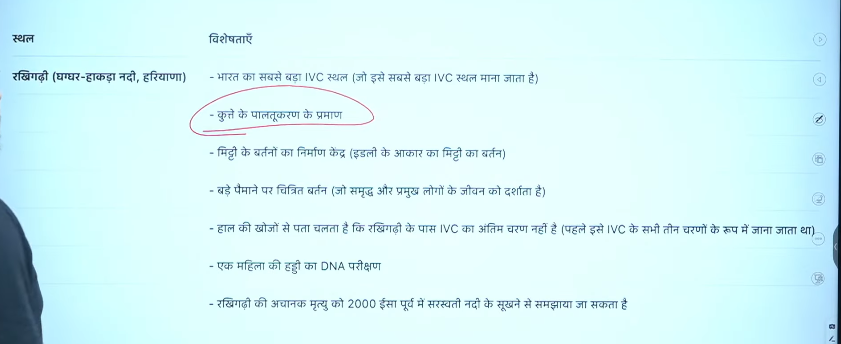 स्थल विशेषताएँ
रखिगढ़ी (घग्घर-हाकड़ा नदी, हरियाणा) - भारत का सबसे बड़ा IVC स्थल (जो इसे सबसे बड़ा IVC स्थल माना जाता है)
- कुत्ते के पालतूकरण के प्रमाण
- मिट्टी के बर्तनों का निर्माण केंद्र (इडली के आकार का मिट्टी का बर्तन)
- बड़े पैमाने पर चित्रित बर्तन (जो समृद्ध और प्रमुख लोगों के जीवन को दर्शाता है)
- हाल की खोजों से पता चलता है कि रखिगढ़ी के पास IVC का अंतिम चरण नहीं है (पहले इसे IVC के सभी तीन चरणों के रूप में जाना जाता था)
- एक महिला की हड्डी का DNA परीक्षण
- रखिगढ़ी की अचानक मृत्यु को 2000 ईसा पूर्व में सरस्वती नदी के सूखने से समझाया जा सकता है